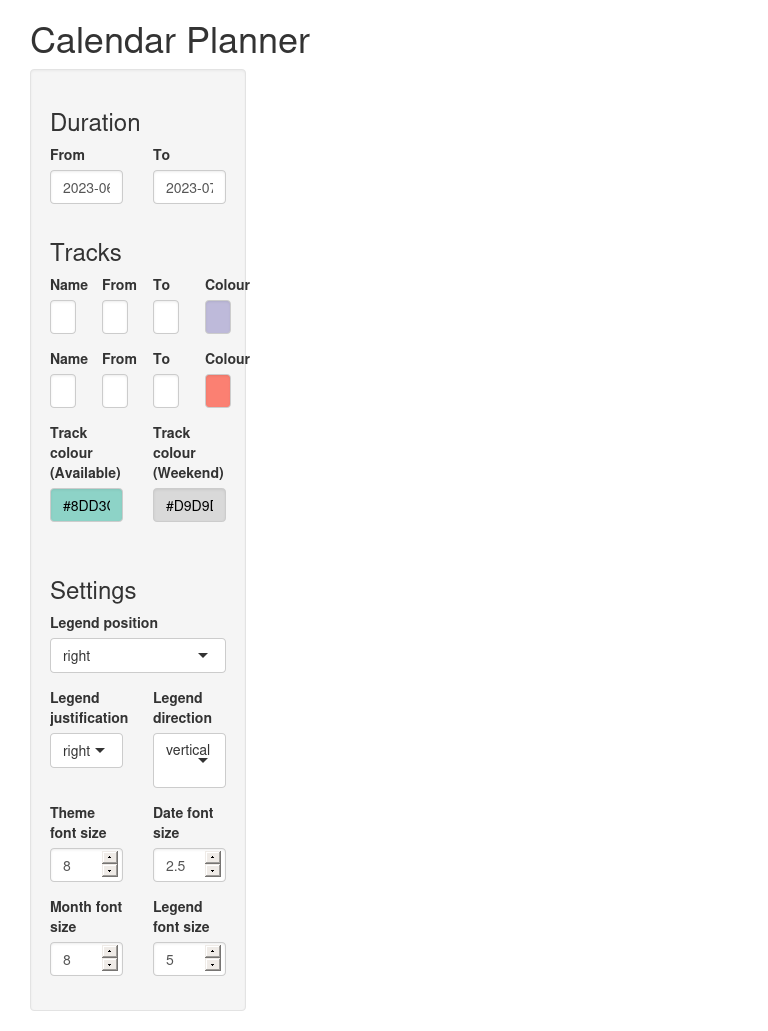 Calendar Planner
Duration
From To
2023-06 2023-07
Tracks
Name From To Colour
Name From To Colour
Track colour (Available)
Track colour (Weekend)
#8DD3 #D9D9
Settings
Legend position
right
Legend justification
Legend direction
right
vertical
Theme font size
Date font size
8 2.5
Month font size
Legend font size
8 5